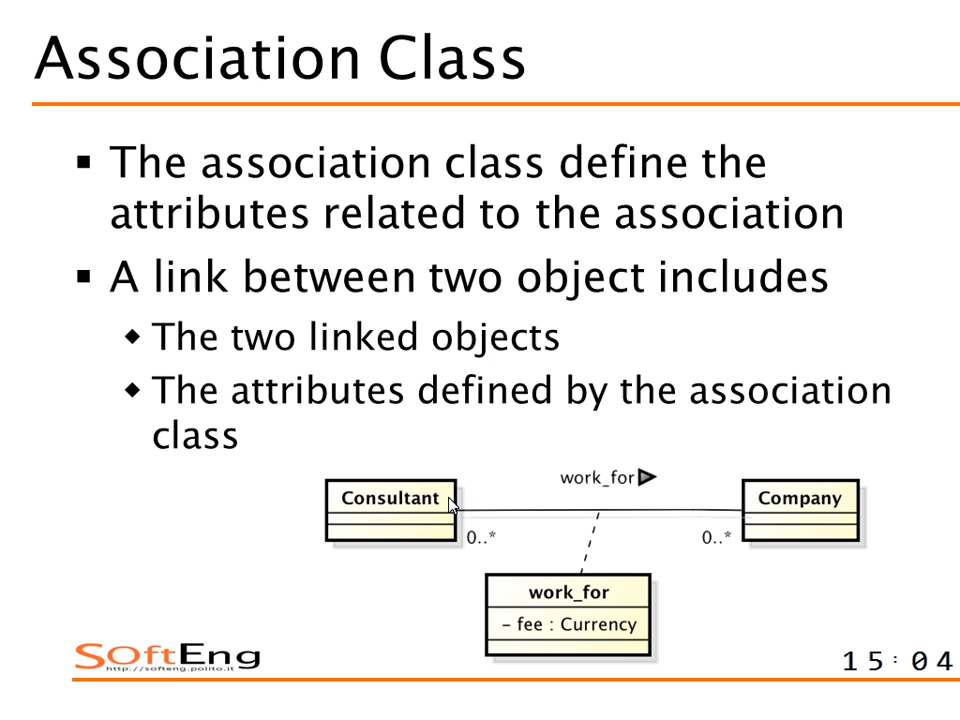 Association Class
▪ The association class define the
attributes related to the association
▪ A link between two object includes
◆ The two linked objects
◆ The attributes defined by the association
class
work_for
Consultant
Company
0..*
0..*
work_for
- fee : Currency
SOftEng
http://softeng.polito.it
15:04